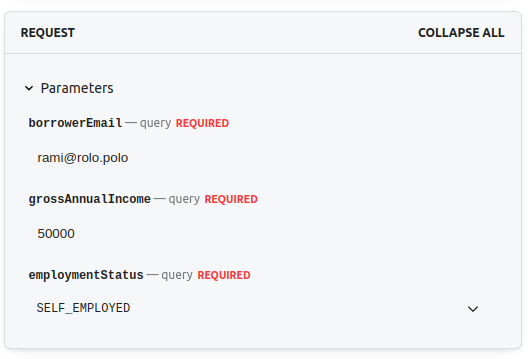 REQUEST COLLAPSE ALL
Parameters
borrowerEmail — query REQUIRED
rami@rolo.polo
grossAnnualIncome — query REQUIRED
50000
employmentStatus — query REQUIRED
SELF_EMPLOYED